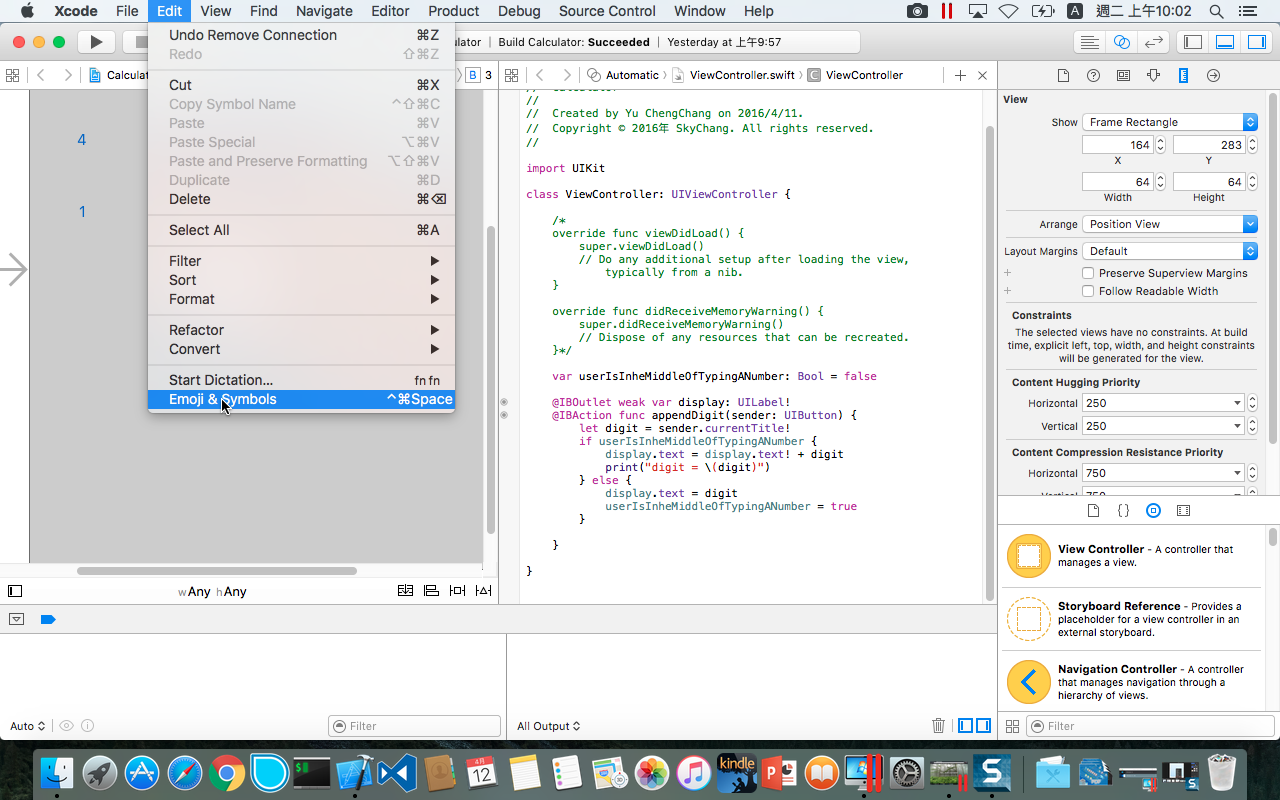 Xcode File Edit View Find Navigate Editor Product Debug Source Control Window Help A 週二 上午10:02
ulator | Build Calculator: Succeeded | Yesterday at 上午9:57
Calculat
B 3
Automatic ViewController.swift C ViewController
Undo Remove Connection ⌘Z
Redo ⇧⌘Z
Cut ⌘X
Copy Symbol Name ^⇧⌘C
Paste ⌘V
Paste Special ⌥⌘V
Paste and Preserve Formatting ⌥⇧⌘V
Duplicate ⌘D
Delete ⌘⌫
Select All ⌘A
Filter
Sort
Format
Refactor
Convert
Start Dictation... fn fn
Emoji & Symbols ^⌘Space
4
1
wAny hAny
//
// Created by Yu ChengChang on 2016/4/11.
// Copyright © 2016年 SkyChang. All rights reserved.
//
import UIKit
class ViewController: UIViewController {
/*
override func viewDidLoad() {
super.viewDidLoad()
// Do any additional setup after loading the view,
typically from a nib.
}
override func didReceiveMemoryWarning() {
super.didReceiveMemoryWarning()
// Dispose of any resources that can be recreated.
}*/
var userIsInheMiddleOfTypingANumber: Bool = false
@IBOutlet weak var display: UILabel!
@IBAction func appendDigit(sender: UIButton) {
let digit = sender.currentTitle!
if userIsInheMiddleOfTypingANumber {
display.text = display.text! + digit
print("digit = \(digit)")
} else {
display.text = digit
userIsInheMiddleOfTypingANumber = true
}
}
}
View
Show Frame Rectangle
164 283
X Y
64 64
Width Height
Arrange Position View
Layout Margins Default
Preserve Superview Margins
Follow Readable Width
Constraints
The selected views have no constraints. At build
time, explicit left, top, width, and height constraints
will be generated for the view.
Content Hugging Priority
Horizontal 250
Vertical 250
Content Compression Resistance Priority
Horizontal 750
Vertical 750
View Controller - A controller that
manages a view.
Storyboard Reference - Provides a
placeholder for a view controller in an
external storyboard.
Navigation Controller - A controller
that manages navigation through a
hierarchy of views.
Auto
Filter
All Output
Filter
4月
12
kindle